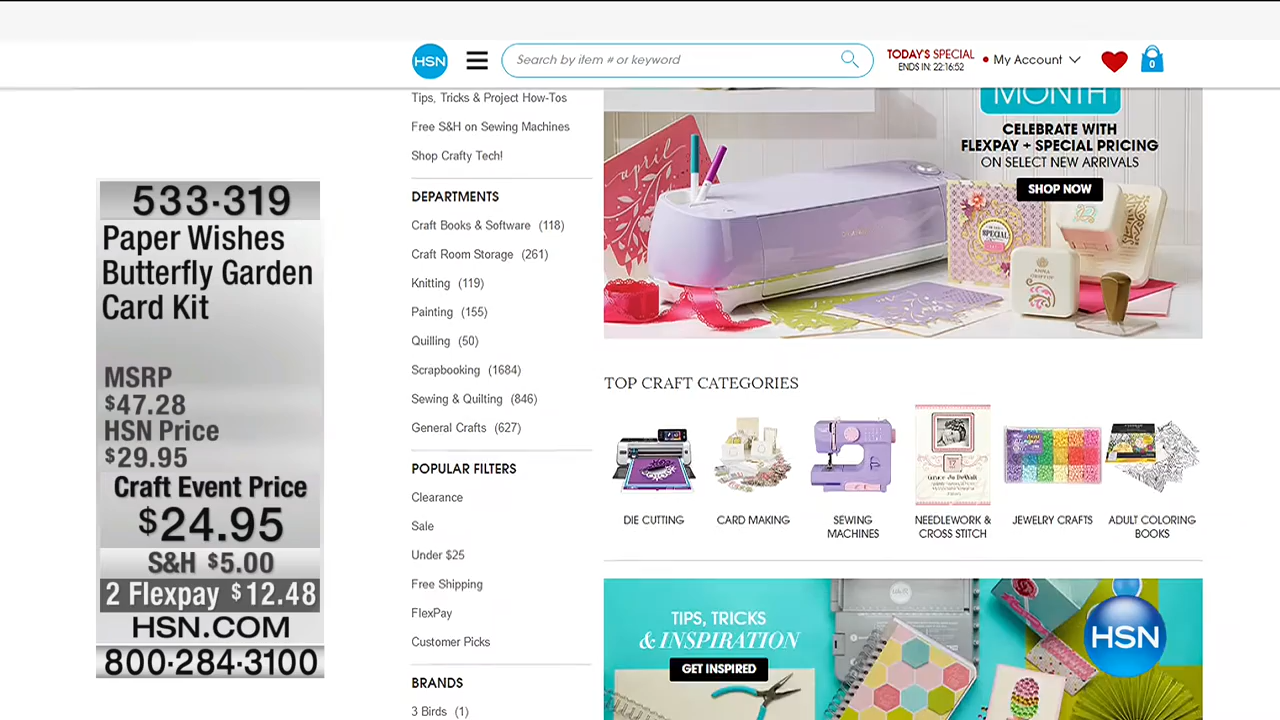 533-319
Paper Wishes
Butterfly Garden
Card Kit
MSRP
$47.28
HSN Price
$29.95
Craft Event Price
$24.95
S&H $5.00
2 Flexpay $12.48
HSN.COM
800-284-3100
HSN
Search by item # or keyword
TODAY'S SPECIAL
ENDS IN: 22:16:52
My Account
0
Tips, Tricks & Project How-Tos
Free S&H on Sewing Machines
Shop Crafty Tech!
DEPARTMENTS
Craft Books & Software (118)
Craft Room Storage (261)
Knitting (119)
Painting (155)
Quilling (50)
Scrapbooking (1684)
Sewing & Quilting (846)
General Crafts (627)
POPULAR FILTERS
Clearance
Sale
Under $25
Free Shipping
FlexPay
Customer Picks
BRANDS
3 Birds (1)
april
MONTH
CELEBRATE WITH
FLEXPAY + SPECIAL PRICING
ON SELECT NEW ARRIVALS
SHOP NOW
SPECIAL
TOP CRAFT CATEGORIES
DIE CUTTING
CARD MAKING
SEWING
MACHINES
NEEDLEWORK &
CROSS STITCH
JEWELRY CRAFTS
ADULT COLORING
BOOKS
TIPS, TRICKS
& INSPIRATION
GET INSPIRED
HSN